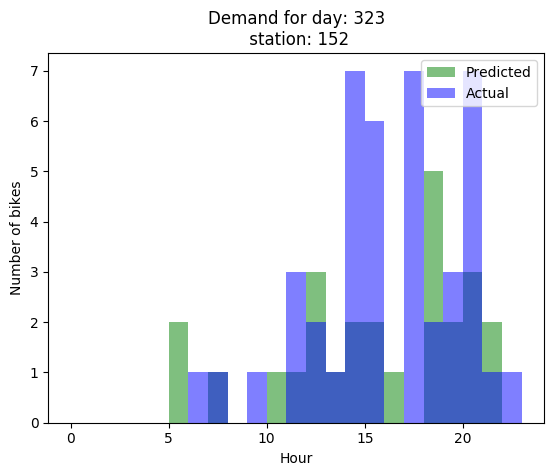 Demand for day: 323
station: 152
Predicted
Actual
7
6
5
4
3
2
1
0
Number of bikes
0 5 10 15 20
Hour